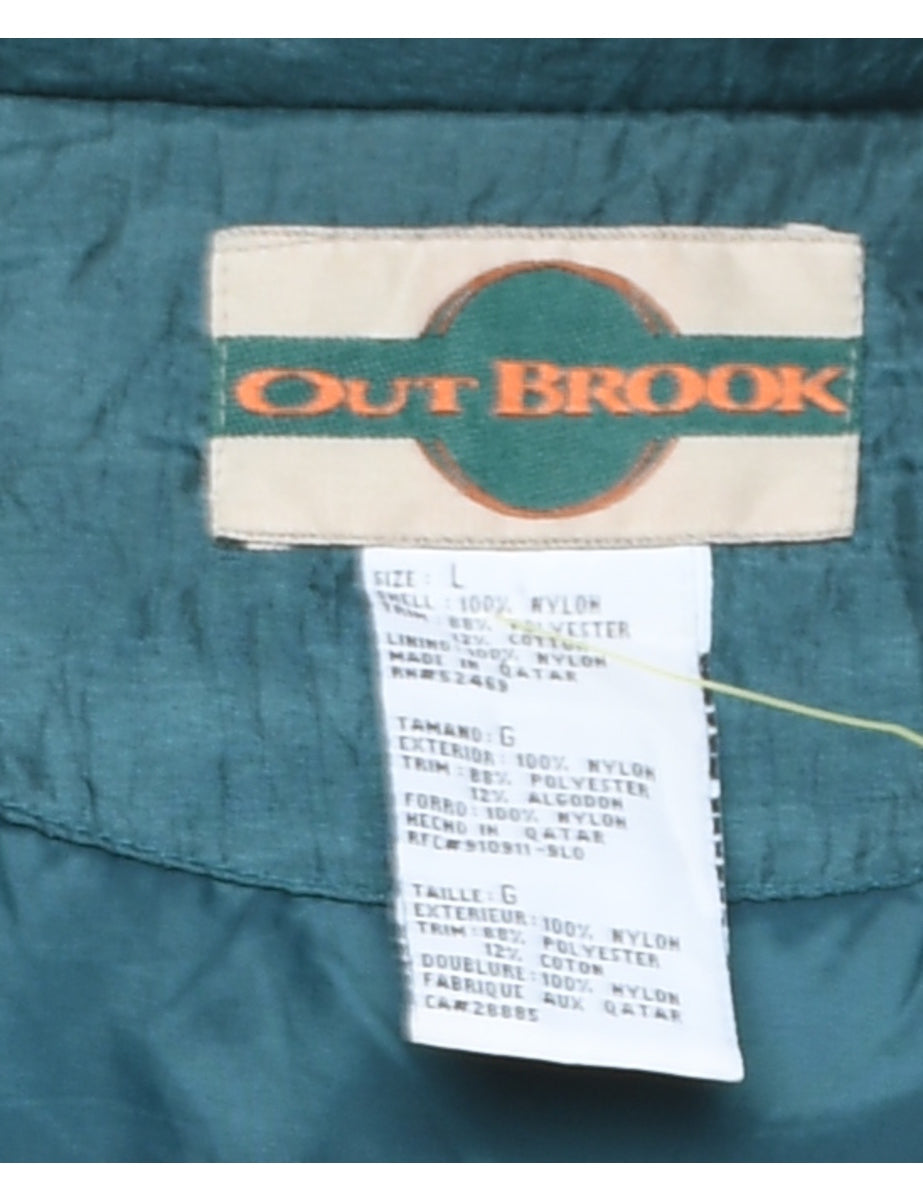 OUT BROOK
SIZE: L
SHELL: 100% NYLON
TRIM: 88% POLYESTER
12% COTTON
LINING: 100% NYLON
MADE IN QATAR
RN#52469
TAMANO: G
EXTERIOR: 100% NYLON
TRIM: 88% POLYESTER
12% ALGODON
FORRO: 100% NYLON
HECHO IN QATAR
RFC#910911-9L0
TAILLE: G
EXTERIEUR: 100% NYLON
TRIM: 88% POLYESTER
12% COTON
DOUBLURE: 100% NYLON
FABRIQUE AUX QATAR
CA#28885